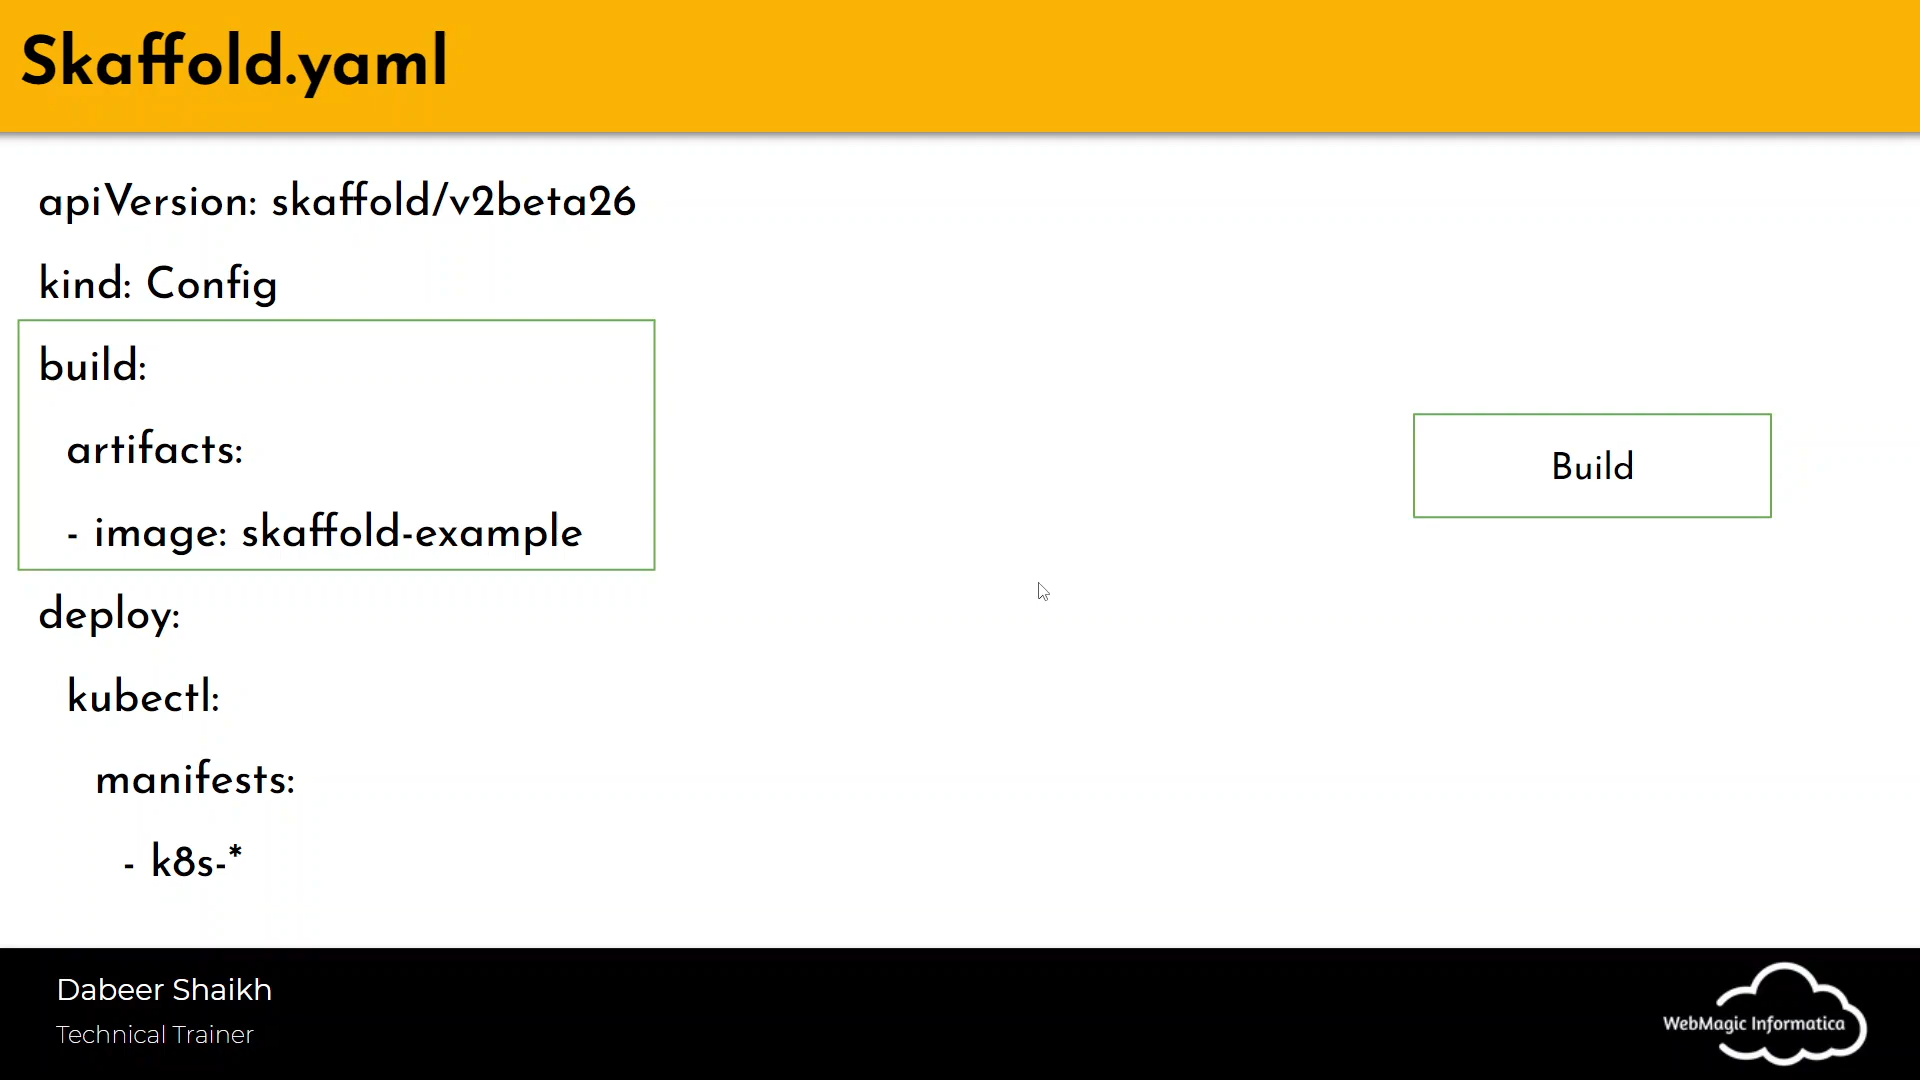 Skaffold.yaml
apiVersion: skaffold/v2beta26
kind: Config
build:
artifacts:
- image: skaffold-example
Build
deploy:
kubectl:
manifests:
- k8s-*
Dabeer Shaikh
Technical Trainer
WebMagic Informatica